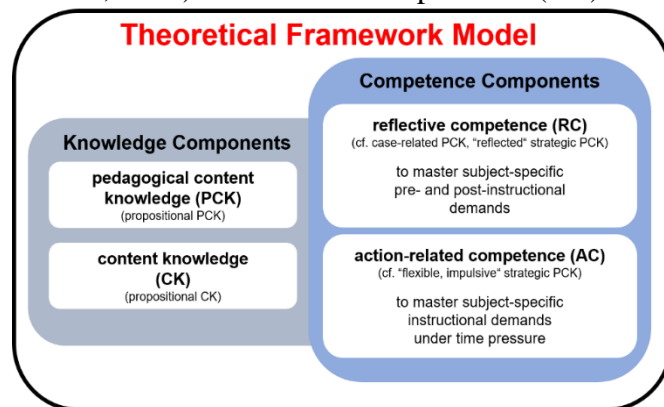 Theoretical Framework Model
Knowledge Components
pedagogical content
knowledge (PCK)
(propositional PCK)
content knowledge
(CK)
(propositional CK)
Competence Components
reflective competence (RC)
(cf. case-related PCK, "reflected" strategic PCK)
to master subject-specific
pre- and post-instructional
demands
action-related competence (AC)
(cf. "flexible, impulsive" strategic PCK)
to master subject-specific
instructional demands
under time pressure